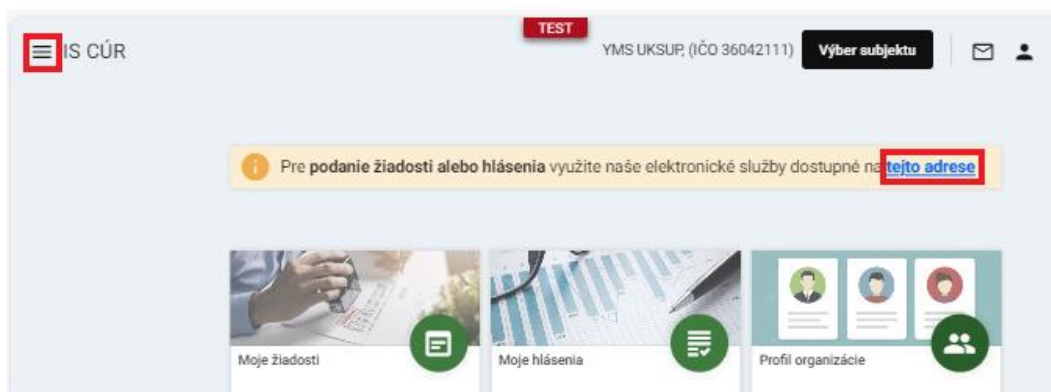 TEST
IS CÚR
YMS UKSUP, (IČO 36042111) Výber subjektu
Pre podanie žiadosti alebo hlásenia využite naše elektronické služby dostupné na tejto adrese
Moje žiadosti
Moje hlásenia
Profil organizácie